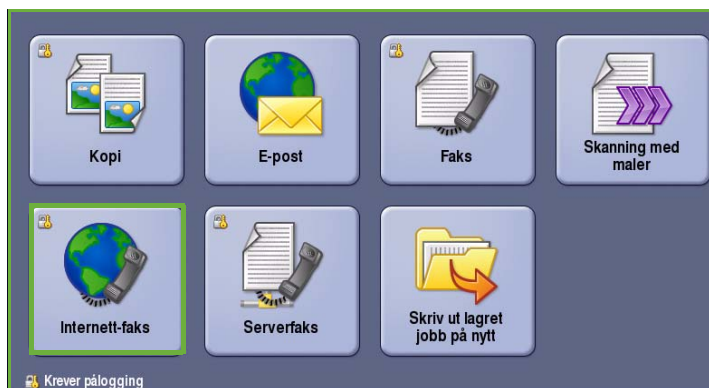 Kopi
E-post
Faks
Skanning med
maler
Internett-faks
Serverfaks
Skriv ut lagret
jobb på nytt
Krever pålogging